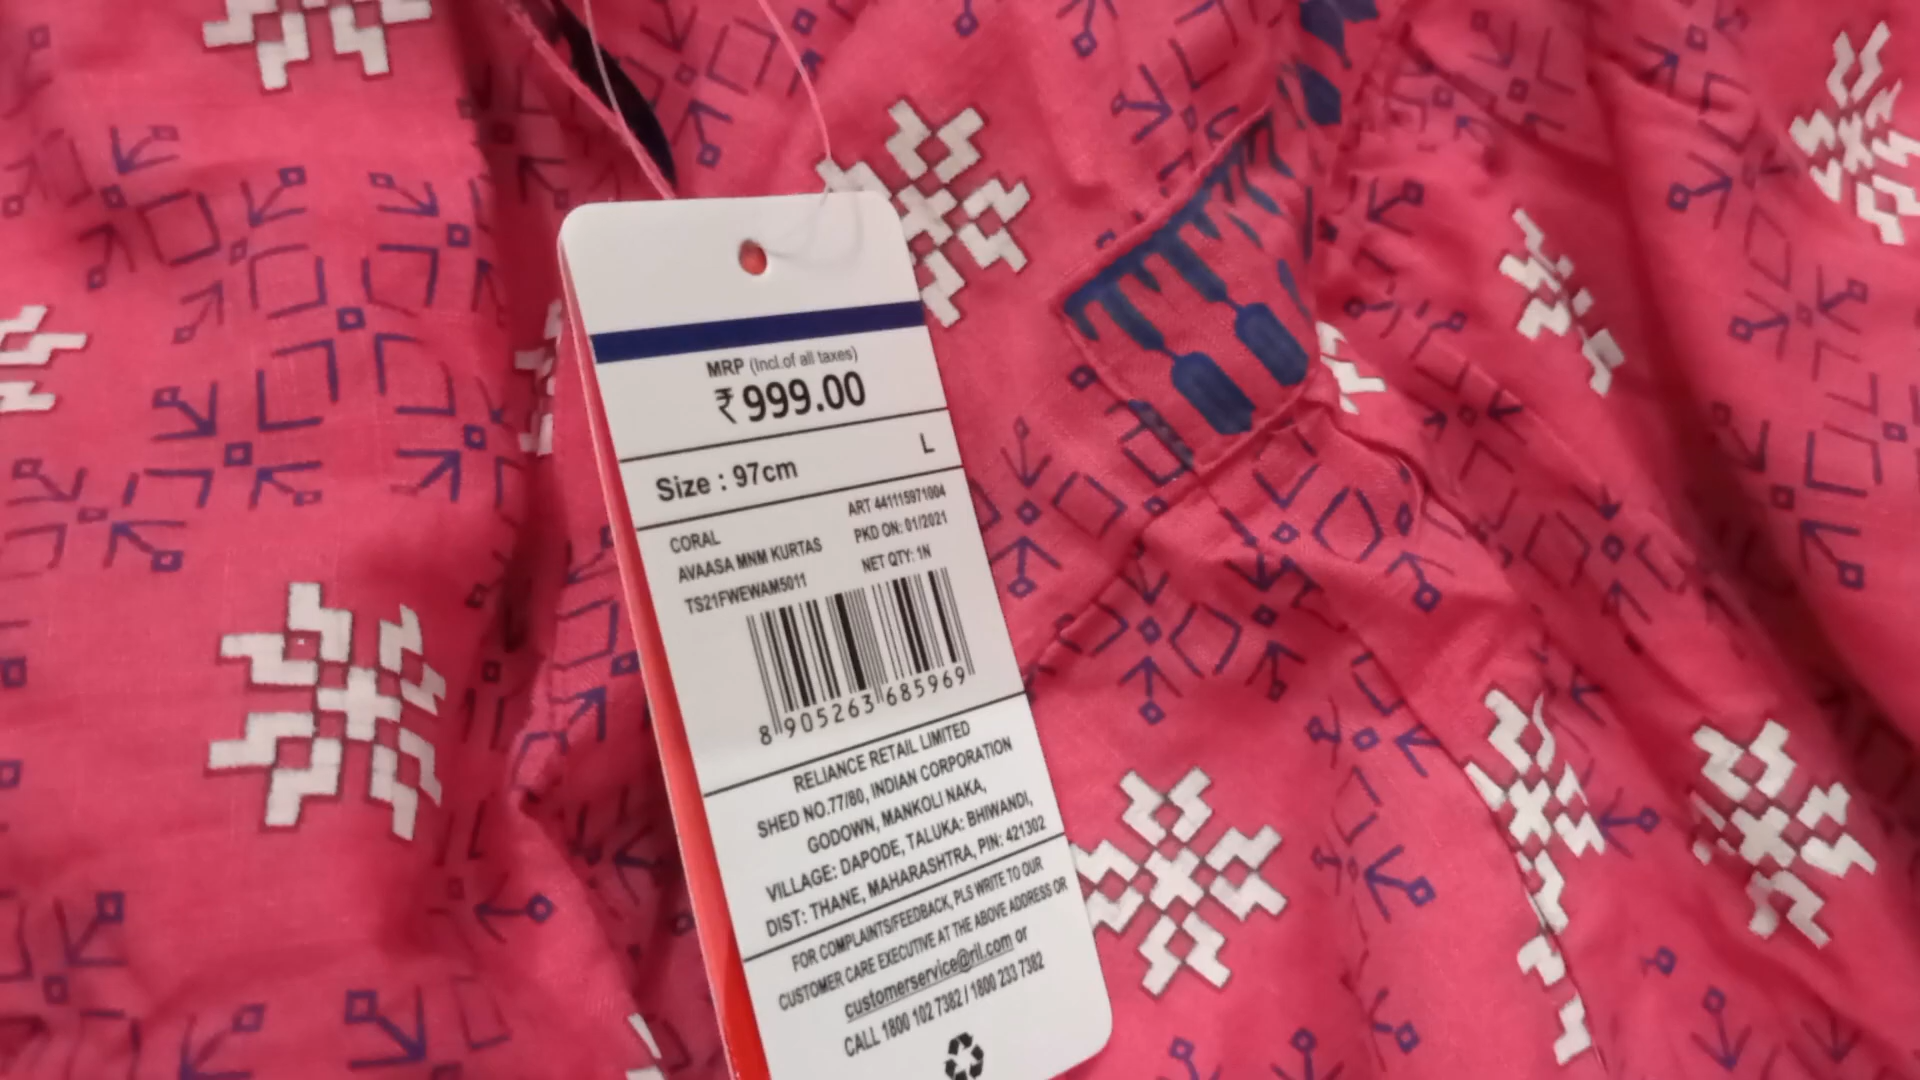 MRP (Incl.of all taxes)
₹999.00
Size : 97cm L
CORAL ART 441115971004
AVAASA MNM KURTAS PKD ON: 01/2021
TS21FWEWAM5011 NET QTY: 1N
8 905263 685969
RELIANCE RETAIL LIMITED
SHED NO.77/80, INDIAN CORPORATION
GODOWN, MANKOLI NAKA,
VILLAGE: DAPODE, TALUKA: BHIWANDI,
DIST: THANE, MAHARASHTRA, PIN: 421302
FOR COMPLAINTS/FEEDBACK, PLS WRITE TO OUR
CUSTOMER CARE EXECUTIVE AT THE ABOVE ADDRESS OR
customerservice@ril.com or
CALL 1800 102 7382 / 1800 233 7382